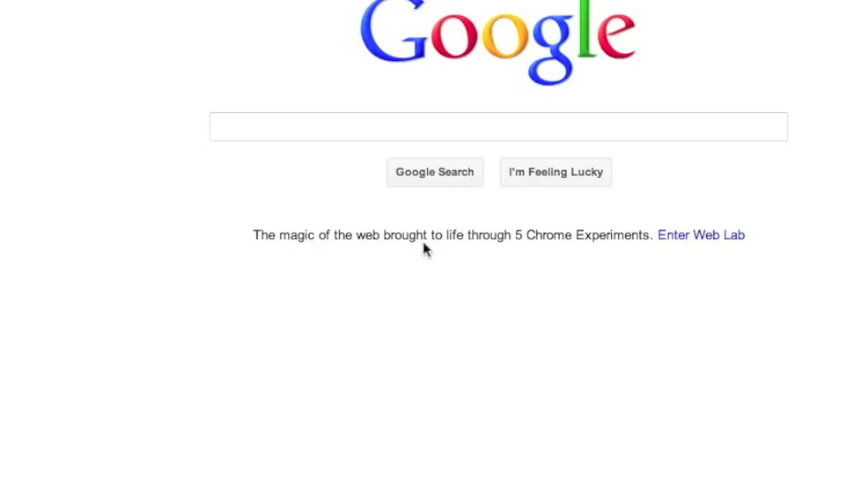 Google
Google Search
I'm Feeling Lucky
The magic of the web brought to life through 5 Chrome Experiments. Enter Web Lab